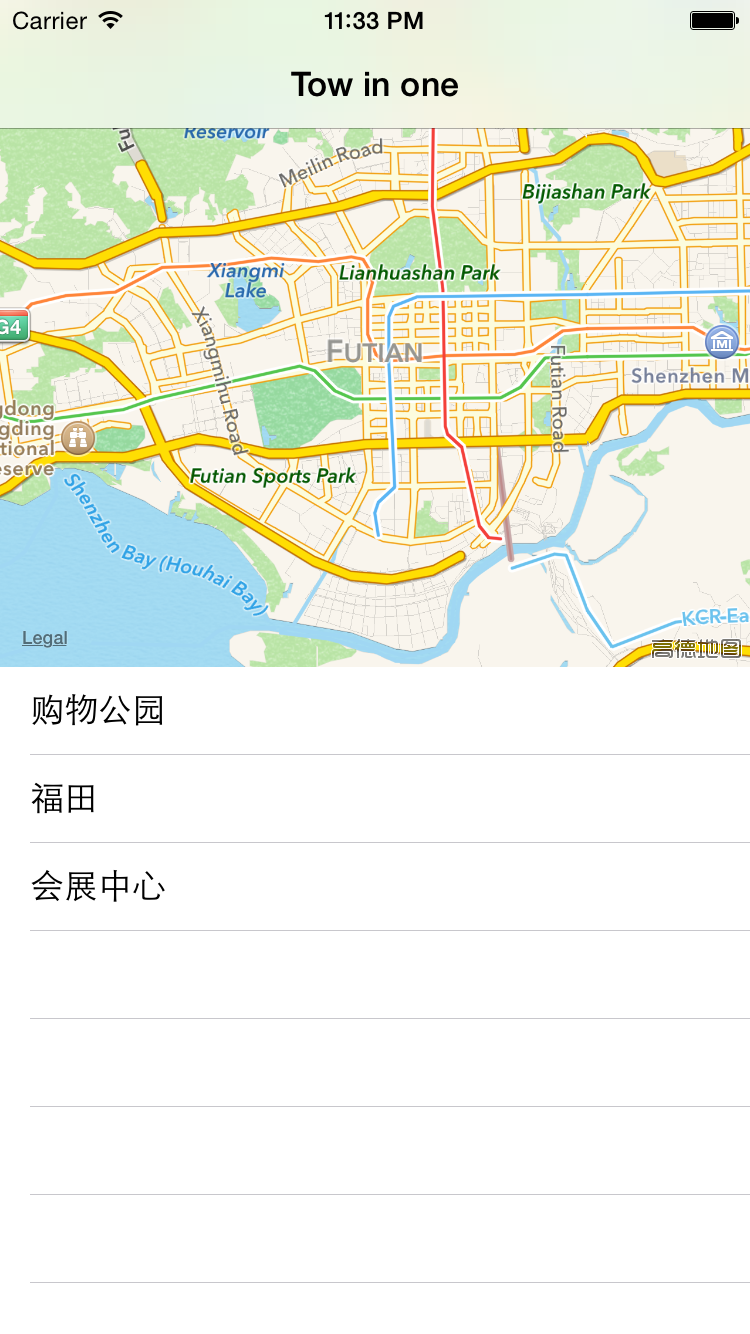 Carrier 11:33 PM
Tow in one
Reservoir
Meilin Road
Bijiashan Park
Xiangmi
Lake
Lianhuashan Park
G4
Xiangmihu Road
FUTIAN
Futian Road
Shenzhen M
gdong
gding
tional
eserve
Futian Sports Park
Shenzhen Bay (Houhai Bay)
KCR-Ea
Legal
高德地图
购物公园
福田
会展中心